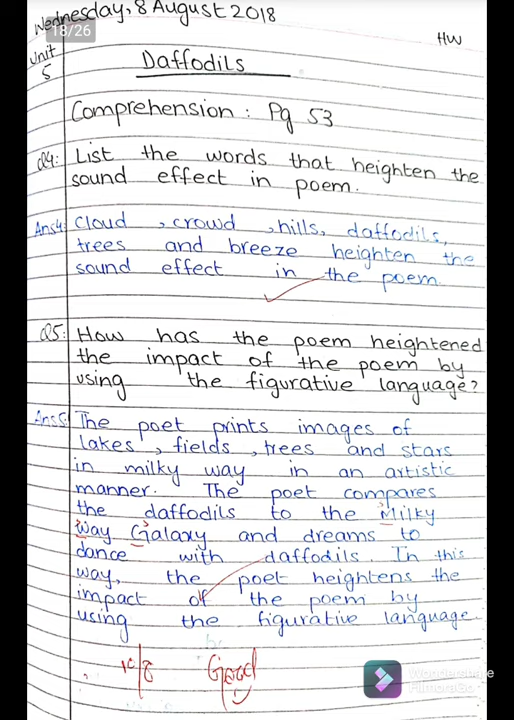 Wednesday, 8 August 2018
18/26
HW
Unit
5
Daffodils
Comprehension : Pg 53
Q4: List the words that heighten the
sound effect in poem.
Ans4: Cloud , crowd , hills, daffodils,
trees and breeze heighten the
sound effect in the poem.
Q5: How has the poem heightened
the impact of the poem by
using the figurative language?
Ans5: The poet prints images of
lakes , fields , trees and stars
in milky way in an artistic
manner. The poet compares
the daffodils to the Milky
Way Galaxy and dreams to
dance with daffodils. In this
way, the poet heightens the
impact of the poem by
using the figurative language.
Good
Wondershare
FilmoraGo